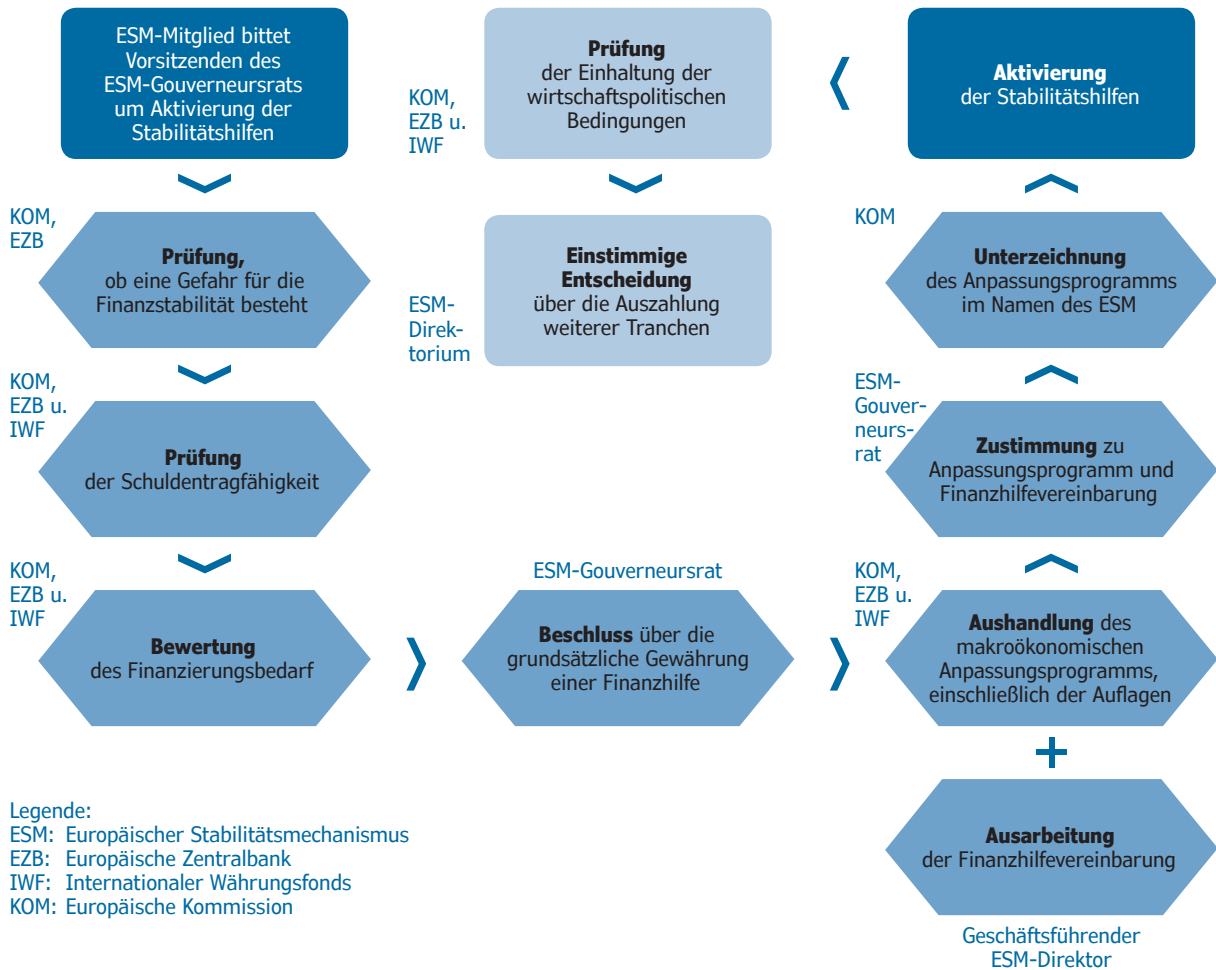 ESM-Mitglied bittet
Vorsitzenden des
ESM-Gouverneursrats
um Aktivierung der
Stabilitätshilfen
KOM,
EZB
Prüfung,
ob eine Gefahr für die
Finanzstabilität besteht
KOM,
EZB u.
IWF
Prüfung
der Schuldentragfähigkeit
KOM,
EZB u.
IWF
Bewertung
des Finanzierungsbedarf
ESM-Gouverneursrat
Beschluss über die
grundsätzliche Gewährung
einer Finanzhilfe
KOM,
EZB u.
IWF
Aushandlung des
makroökonomischen
Anpassungsprogramms,
einschließlich der Auflagen
+
Ausarbeitung
der Finanzhilfevereinbarung
Geschäftsführender
ESM-Direktor
ESM-
Gouver-
neurs-
rat
Zustimmung zu
Anpassungsprogramm und
Finanzhilfevereinbarung
KOM
Unterzeichnung
des Anpassungsprogramms
im Namen des ESM
Aktivierung
der Stabilitätshilfen
KOM,
EZB u.
IWF
Prüfung
der Einhaltung der
wirtschaftspolitischen
Bedingungen
ESM-
Direk-
torium
Einstimmige
Entscheidung
über die Auszahlung
weiterer Tranchen
Legende:
ESM: Europäischer Stabilitätsmechanismus
EZB: Europäische Zentralbank
IWF: Internationaler Währungsfonds
KOM: Europäische Kommission